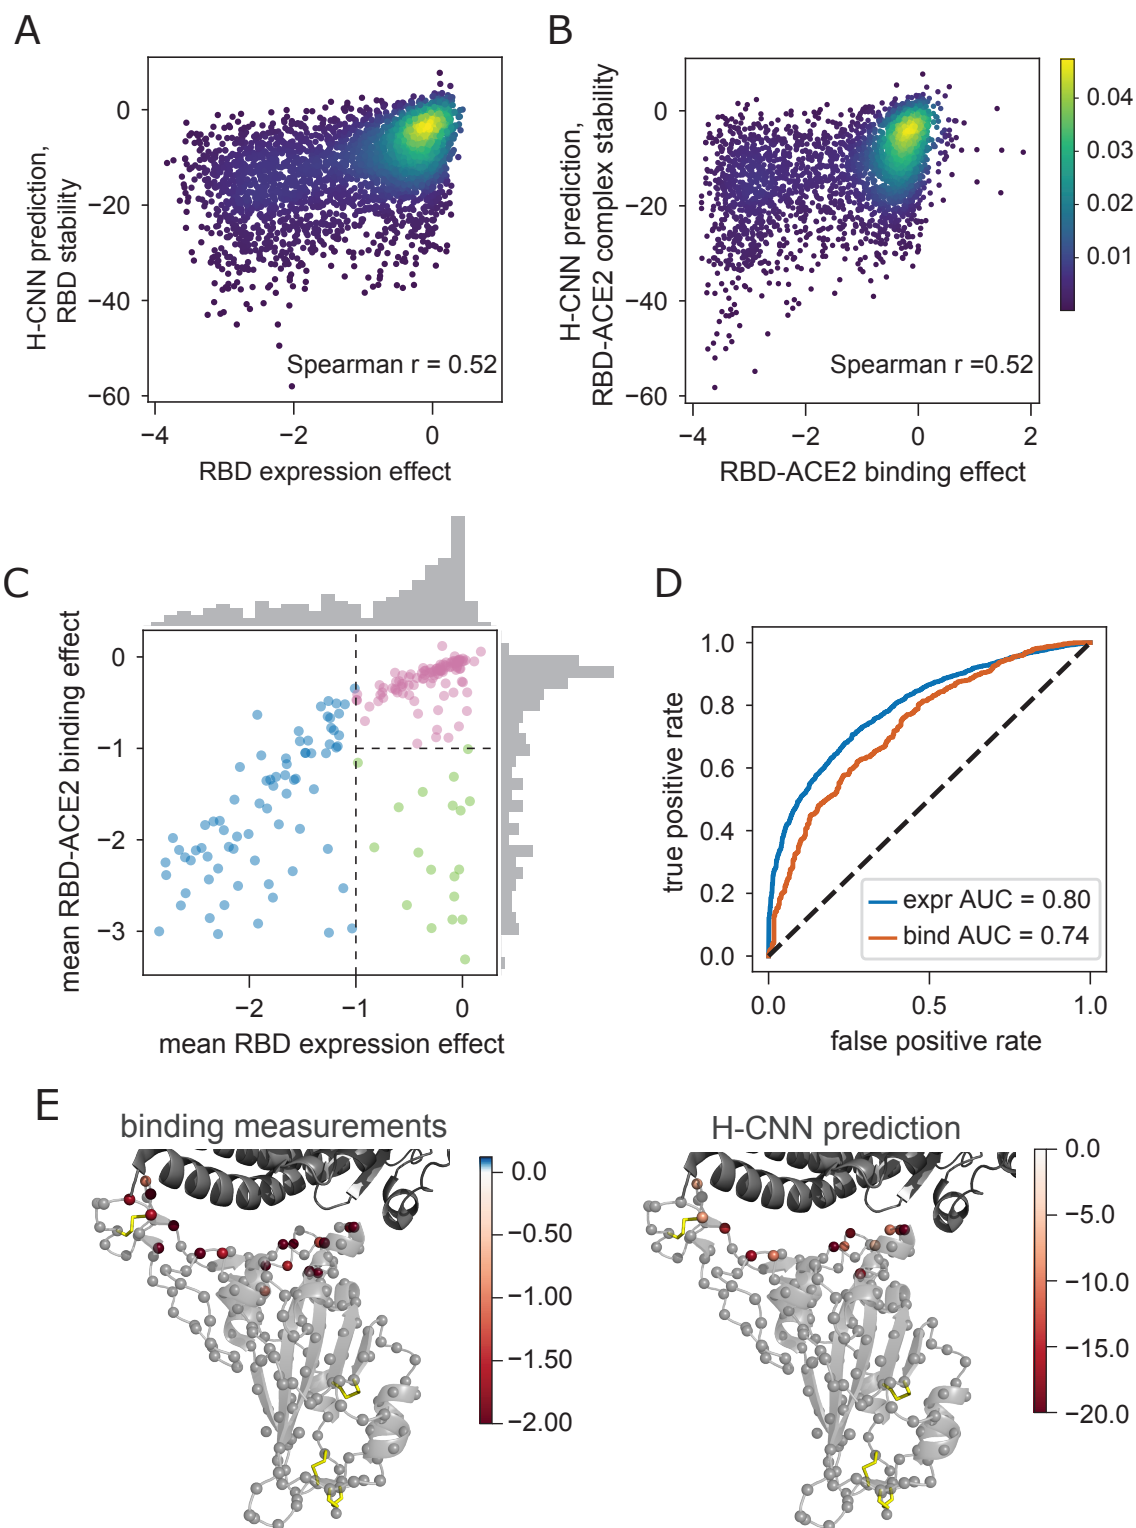 A
H-CNN prediction,
RBD stability
0
−20
−40
−60
Spearman r = 0.52
−4
−2
0
RBD expression effect
B
H-CNN prediction,
RBD-ACE2 complex stability
0
−20
−40
−60
Spearman r =0.52
−4
−2
0
2
RBD-ACE2 binding effect
0.04
0.03
0.02
0.01
C
mean RBD-ACE2 binding effect
0
−1
−2
−3
−2
−1
0
mean RBD expression effect
D
true positive rate
1.0
0.8
0.6
0.4
0.2
0.0
expr AUC = 0.80
bind AUC = 0.74
0.0
0.5
1.0
false positive rate
E
binding measurements
0.0
−0.50
−1.00
−1.50
−2.00
H-CNN prediction
0.0
−5.0
−10.0
−15.0
−20.0